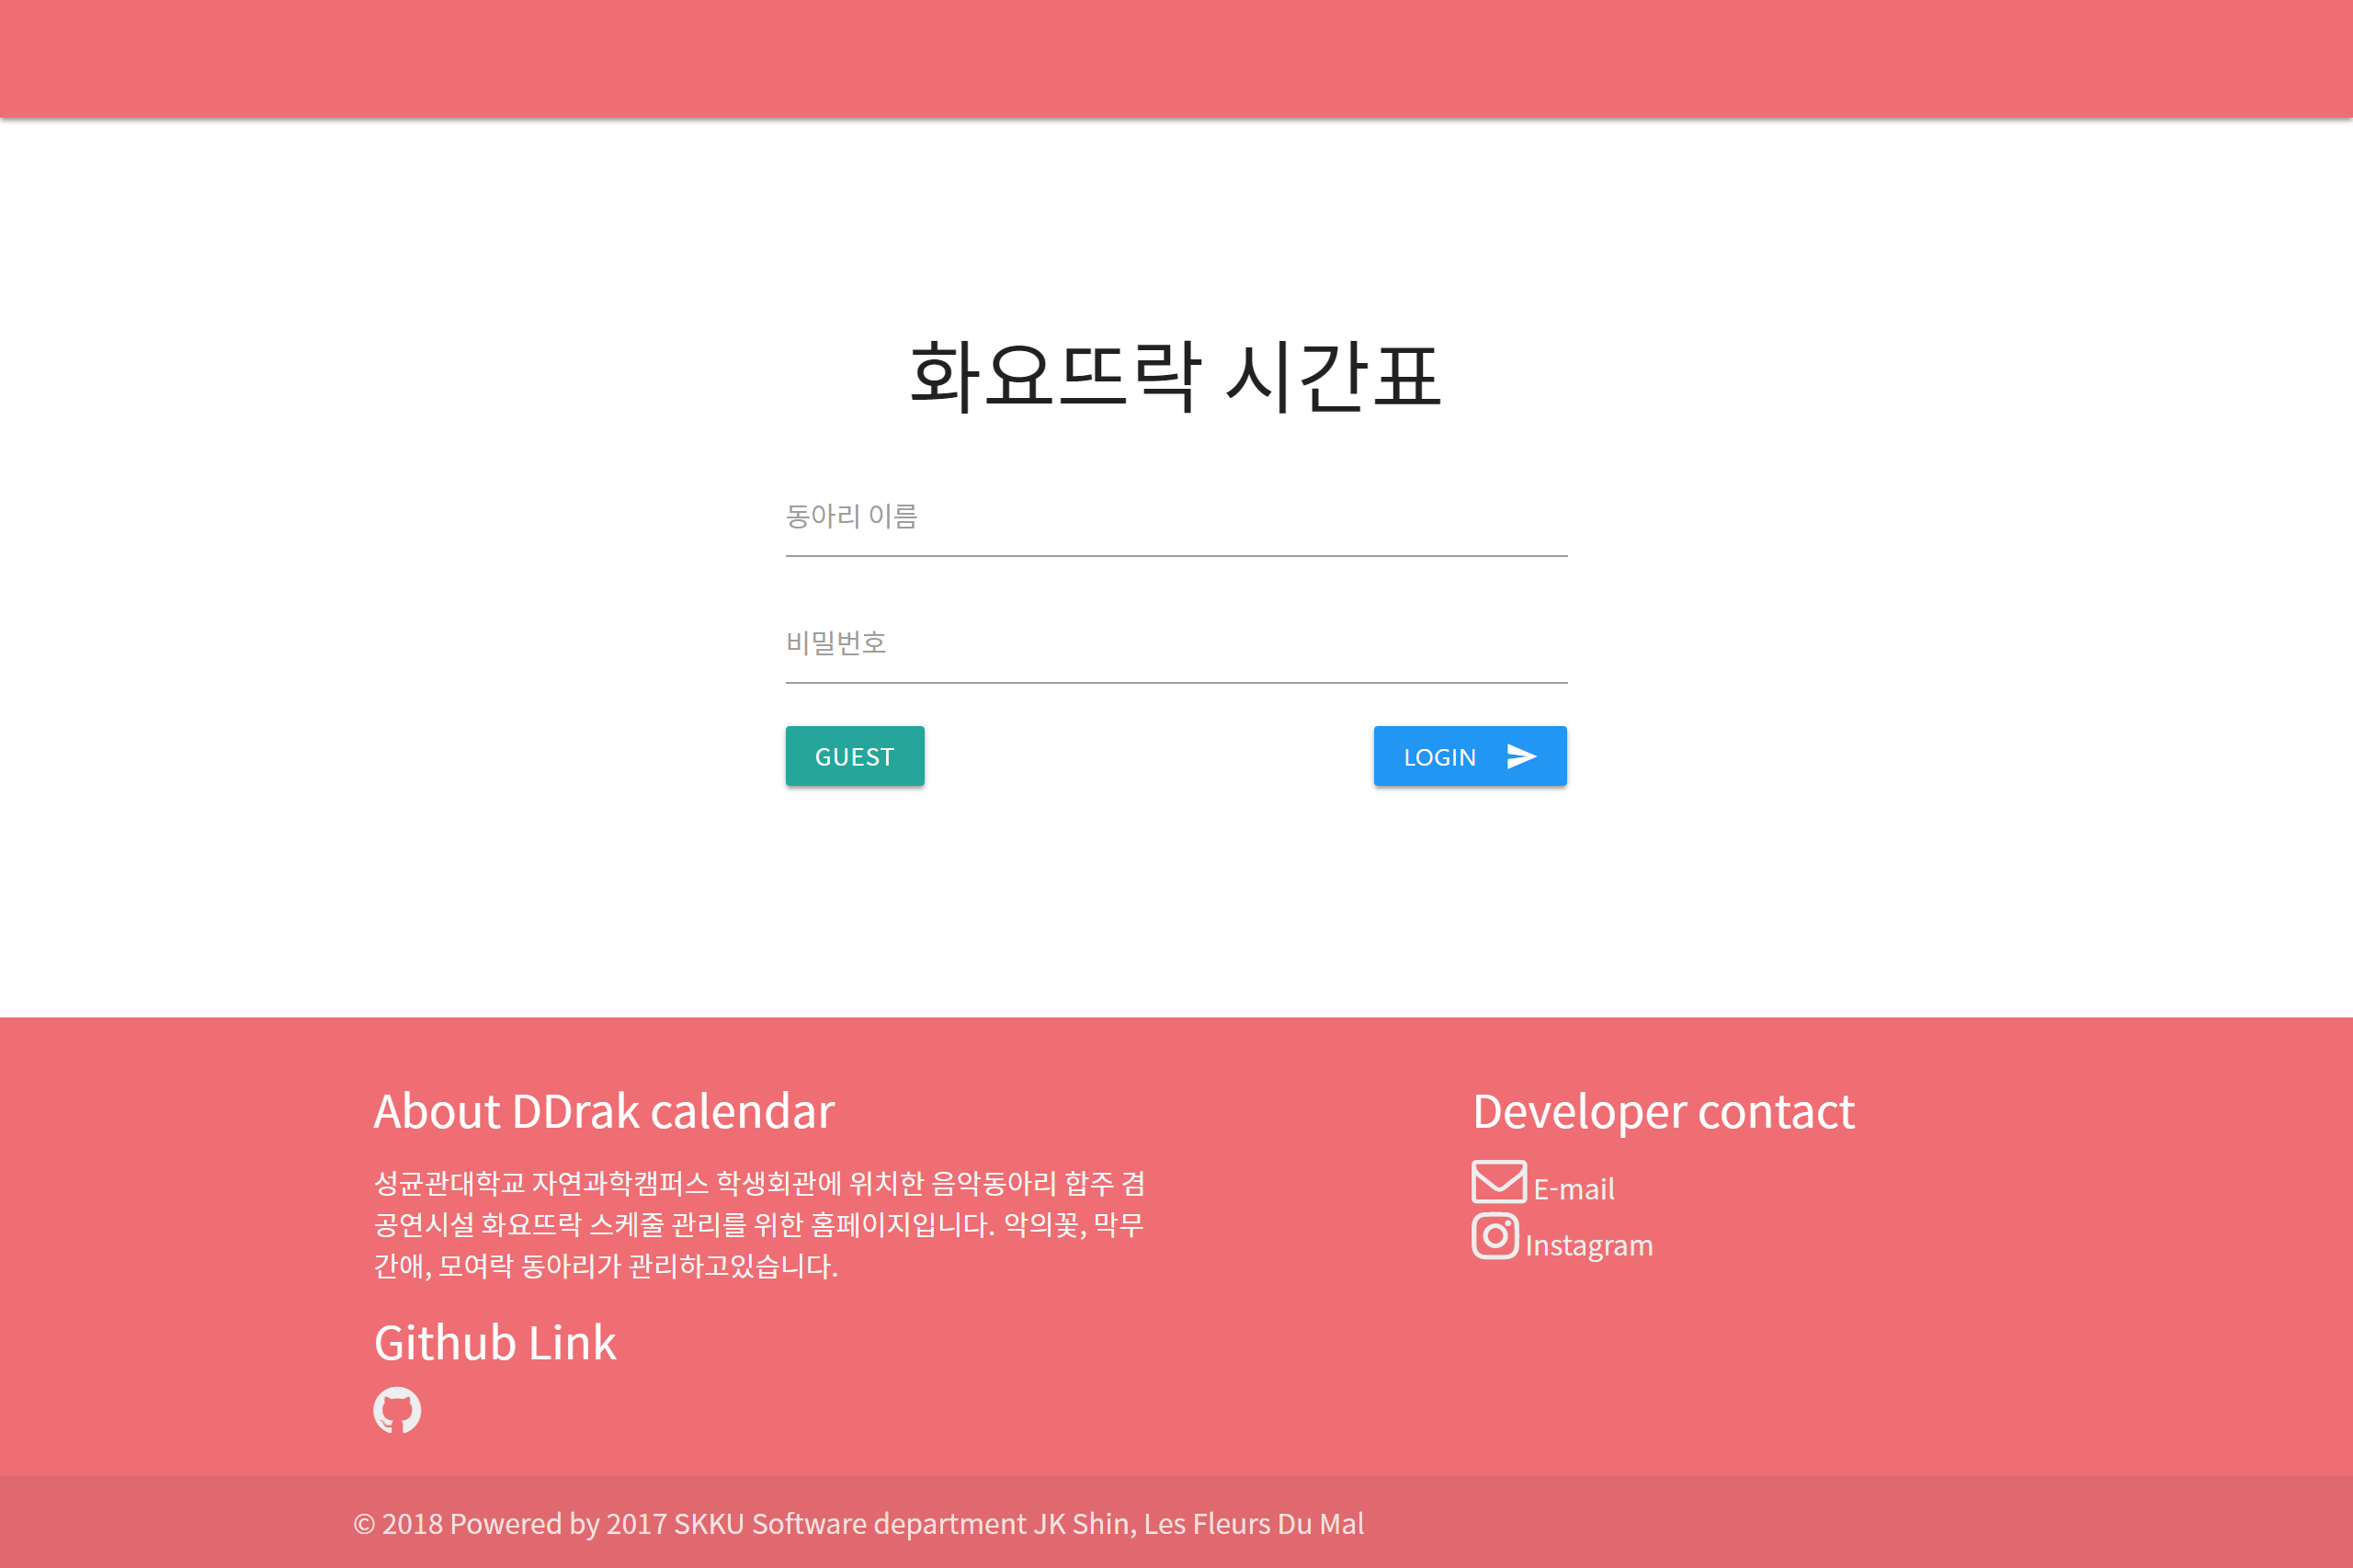 화요뜨락 시간표
동아리 이름
비밀번호
GUEST
LOGIN
About DDrak calendar
성균관대학교 자연과학캠퍼스 학생회관에 위치한 음악동아리 합주 겸
공연시설 화요뜨락 스케줄 관리를 위한 홈페이지입니다. 악의꽃, 막무
간애, 모여락 동아리가 관리하고있습니다.
Github Link
Developer contact
E-mail
Instagram
© 2018 Powered by 2017 SKKU Software department JK Shin, Les Fleurs Du Mal